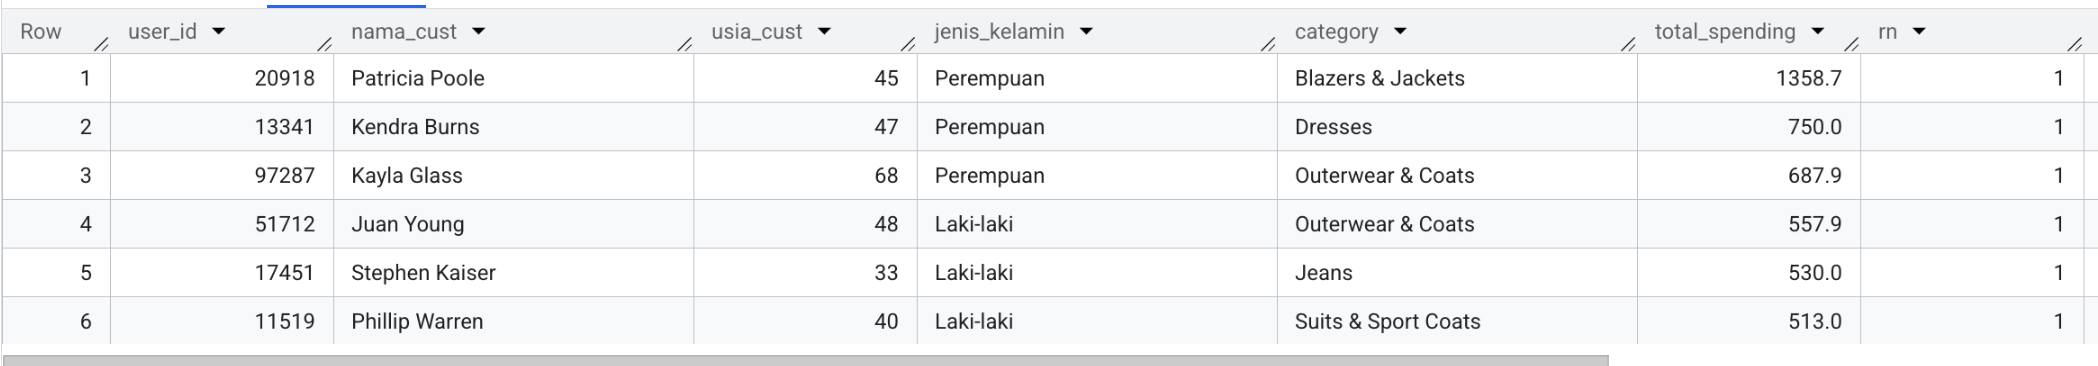 Row user_id nama_cust usia_cust jenis_kelamin category total_spending rn
1 20918 Patricia Poole 45 Perempuan Blazers & Jackets 1358.7 1
2 13341 Kendra Burns 47 Perempuan Dresses 750.0 1
3 97287 Kayla Glass 68 Perempuan Outerwear & Coats 687.9 1
4 51712 Juan Young 48 Laki-laki Outerwear & Coats 557.9 1
5 17451 Stephen Kaiser 33 Laki-laki Jeans 530.0 1
6 11519 Phillip Warren 40 Laki-laki Suits & Sport Coats 513.0 1